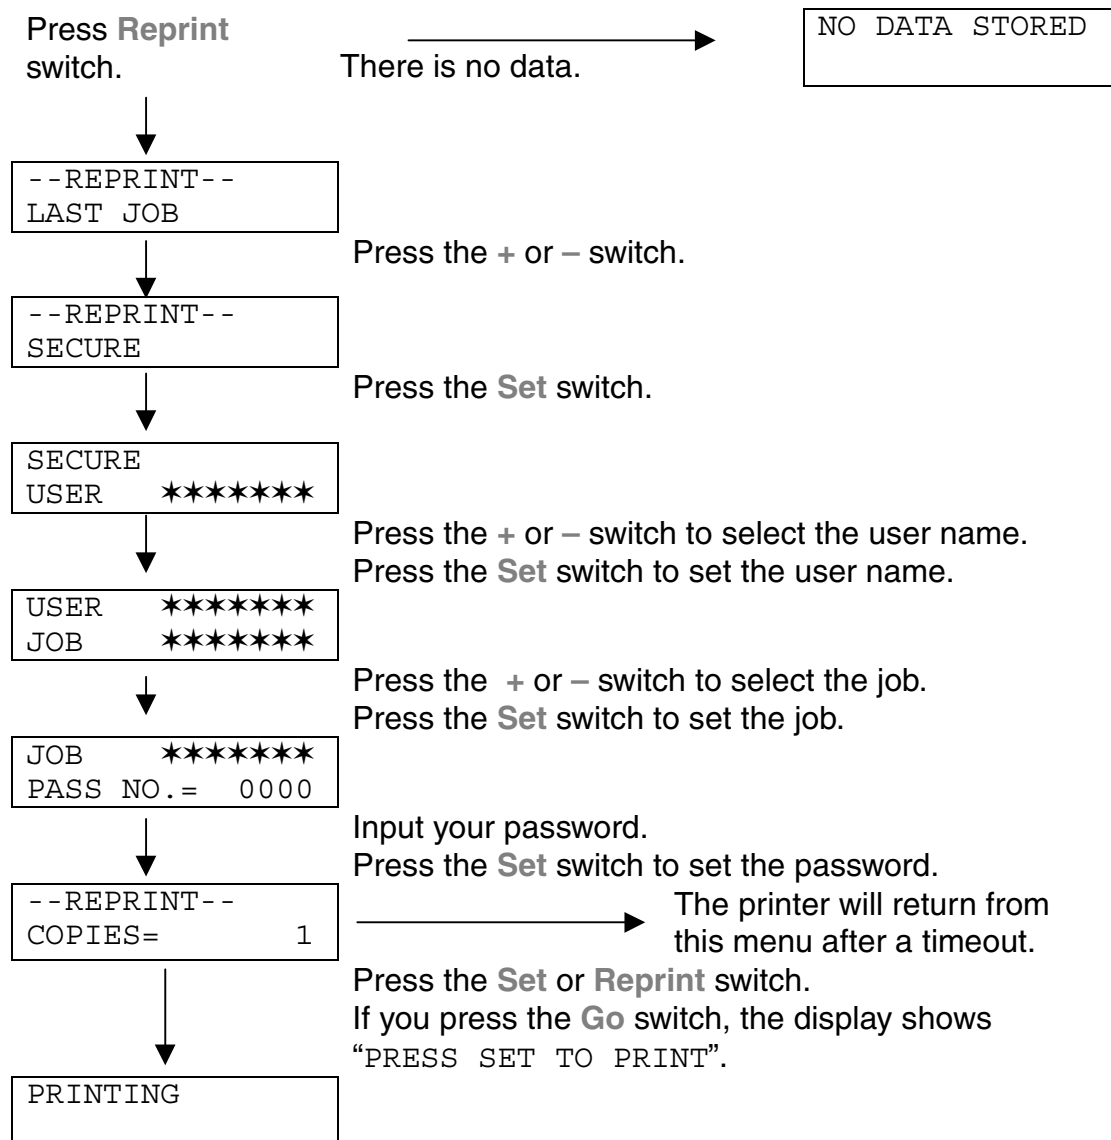 Press Reprint
switch.
There is no data.
NO DATA STORED
--REPRINT--
LAST JOB
Press the + or – switch.
--REPRINT--
SECURE
Press the Set switch.
SECURE
USER ✶✶✶✶✶✶✶
Press the + or – switch to select the user name.
Press the Set switch to set the user name.
USER ✶✶✶✶✶✶✶
JOB ✶✶✶✶✶✶✶
Press the + or – switch to select the job.
Press the Set switch to set the job.
JOB ✶✶✶✶✶✶✶
PASS NO.= 0000
Input your password.
Press the Set switch to set the password.
--REPRINT--
COPIES= 1
The printer will return from
this menu after a timeout.
Press the Set or Reprint switch.
If you press the Go switch, the display shows
“PRESS SET TO PRINT”.
PRINTING